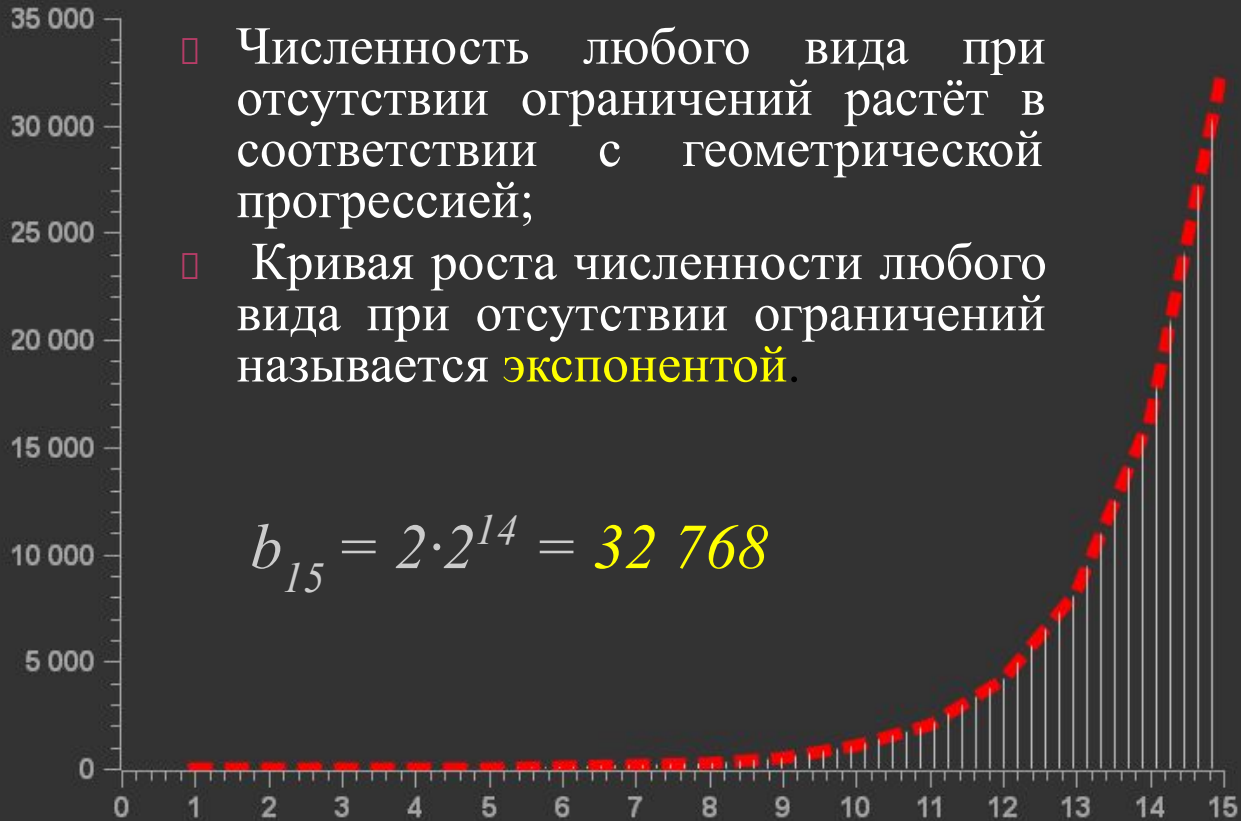 35 000
30 000
25 000
20 000
15 000
10 000
5 000
0
Численность любого вида при
отсутствии ограничений растёт в
соответствии с геометрической
прогрессией;
Кривая роста численности любого
вида при отсутствии ограничений
называется экспонентой.
b₁₅ = 2·2¹⁴ = 32 768
0 1 2 3 4 5 6 7 8 9 10 11 12 13 14 15